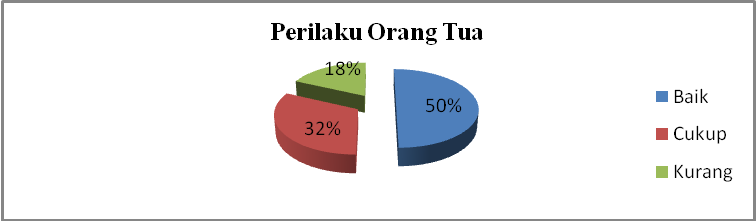 Perilaku Orang Tua
18%
50%
32%
Baik
Cukup
Kurang